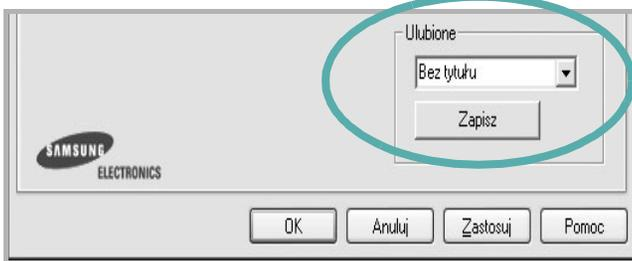 Ulubione
Bez tytułu
Zapisz
SAMSUNG
ELECTRONICS
OK Anuluj Zastosuj Pomoc